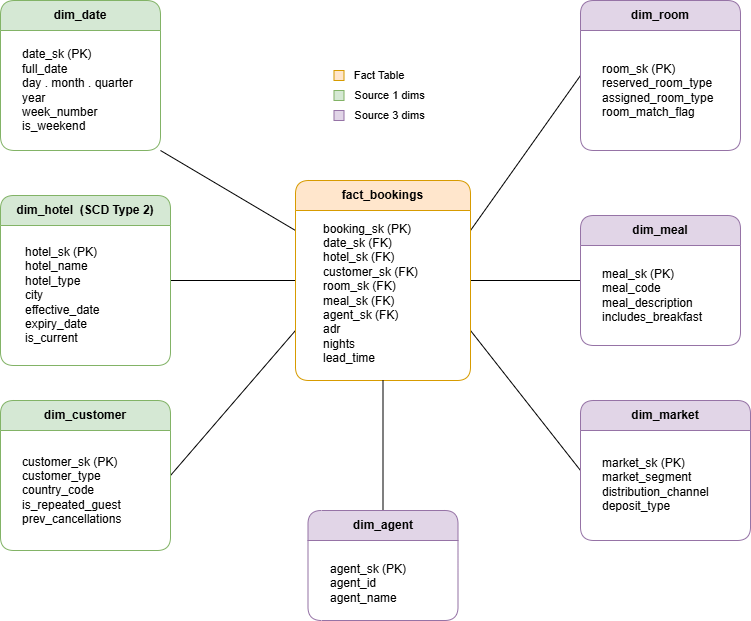 dim_date
date_sk (PK)
full_date
day . month . quarter
year
week_number
is_weekend
Fact Table
Source 1 dims
Source 3 dims
dim_room
room_sk (PK)
reserved_room_type
assigned_room_type
room_match_flag
dim_hotel (SCD Type 2)
hotel_sk (PK)
hotel_name
hotel_type
city
effective_date
expiry_date
is_current
fact_bookings
booking_sk (PK)
date_sk (FK)
hotel_sk (FK)
customer_sk (FK)
room_sk (FK)
meal_sk (FK)
agent_sk (FK)
adr
nights
lead_time
dim_meal
meal_sk (PK)
meal_code
meal_description
includes_breakfast
dim_customer
customer_sk (PK)
customer_type
country_code
is_repeated_guest
prev_cancellations
dim_agent
agent_sk (PK)
agent_id
agent_name
dim_market
market_sk (PK)
market_segment
distribution_channel
deposit_type